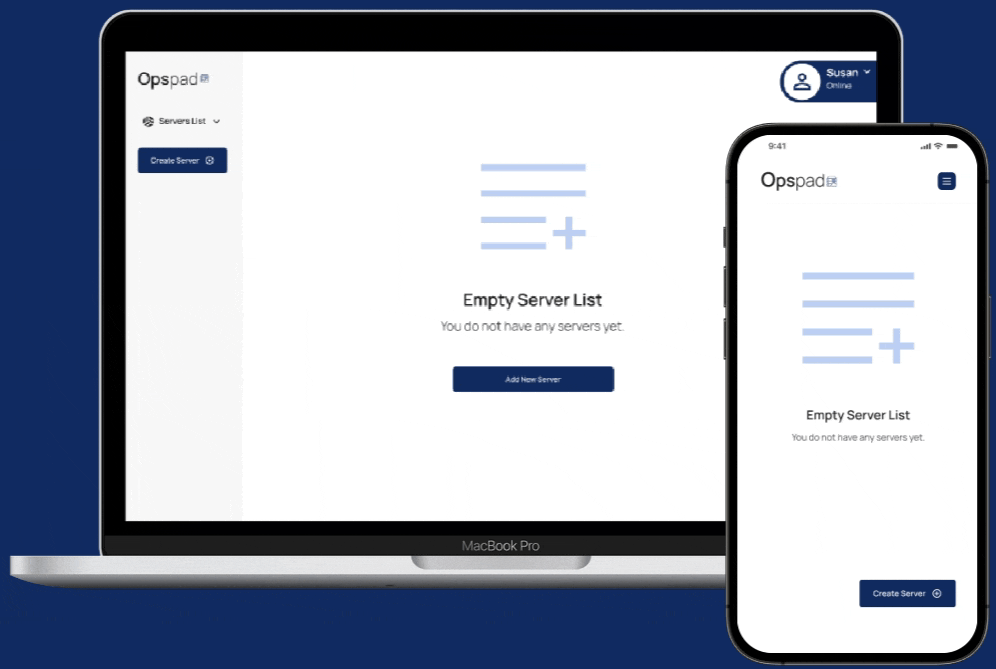 Opspad
Servers List
Create Server
Susan
Online
Empty Server List
You do not have any servers yet.
Add New Server
MacBook Pro
9:41
Opspad
Empty Server List
You do not have any servers yet.
Create Server